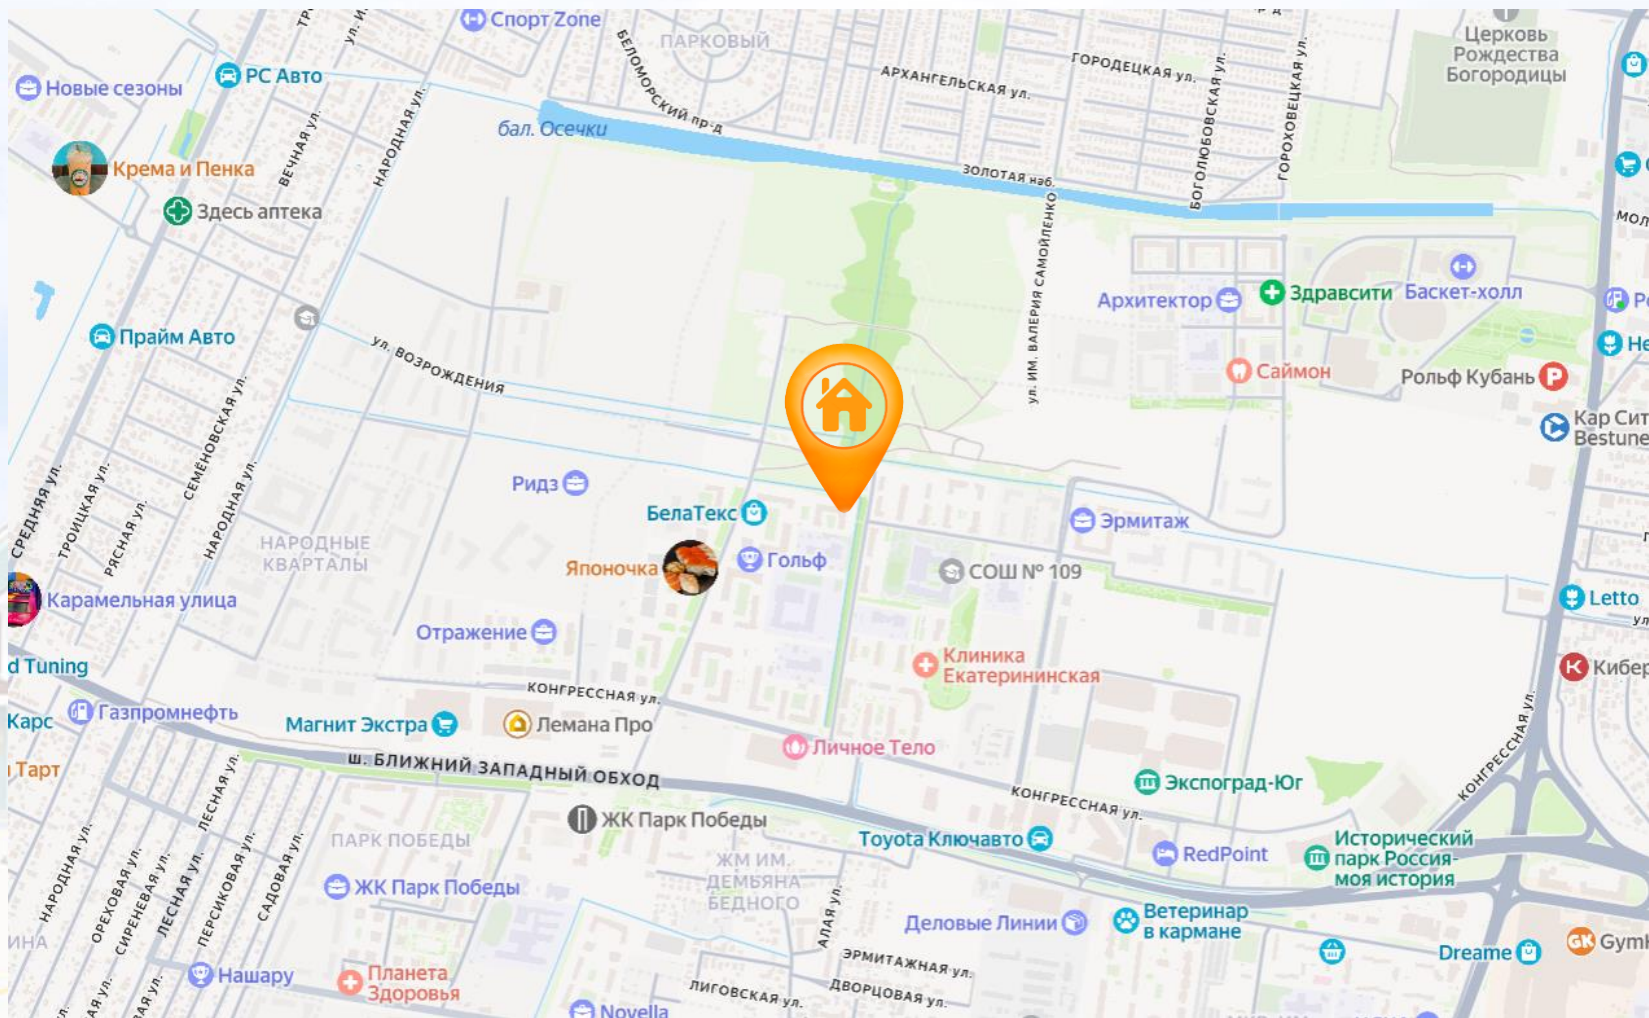 Спорт Zone
ПАРКОВЫЙ
Церковь
Рождества
Богородицы
РС Авто
Новые сезоны
БЕЛОМОРСКИЙ пр-д
АРХАНГЕЛЬСКАЯ ул.
ГОРОДЕЦКАЯ ул.
БОГОЛЮБОВСКАЯ ул.
ГОРОХОВЕЦКАЯ ул.
НАРОДНАЯ ул.
ВЕЧНАЯ ул.
бал. Осечки
Крема и Пенка
ЗОЛОТАЯ наб.
Здесь аптека
ул. ИМ. ВАЛЕРИЯ САМОЙЛЕНКО
Архитектор
Здравсити
Баскет-холл
Прайм Авто
ул. ВОЗРОЖДЕНИЯ
Саймон
Рольф Кубань
Кар Сит
Bestune
СЕМЁНОВСКАЯ ул.
СРЕДНЯЯ ул.
ТРОИЦКАЯ ул.
РЯСНАЯ ул.
НАРОДНАЯ ул.
Ридз
БелаТекс
Эрмитаж
НАРОДНЫЕ
КВАРТАЛЫ
Японочка
Гольф
СОШ № 109
Карамельная улица
Letto
Отражение
Клиника
Екатерининская
d Tuning
Кибер
КОНГРЕССНАЯ ул.
Карс
Газпромнефть
Магнит Экстра
Лемана Про
Личное Тело
КОНГРЕССНАЯ ул.
Тарт
ш. БЛИЖНИЙ ЗАПАДНЫЙ ОБХОД
Экспоград-Юг
КОНГРЕССНАЯ ул.
ЛЕСНАЯ ул.
ПАРК ПОБЕДЫ
ЖК Парк Победы
Toyota Ключавто
RedPoint
Исторический
парк Россия-
моя история
НАРОДНАЯ ул.
ОРЕХОВАЯ ул.
СИРЕНЕВАЯ ул.
ЛЕСНАЯ ул.
ПЕРСИКОВАЯ ул.
САДОВАЯ ул.
ЖК Парк Победы
ЖМ ИМ.
ДЕМЬЯНА
БЕДНОГО
АЛАЯ ул.
Деловые Линии
Ветеринар
в кармане
Dreame
GK Gymk
ИНА
Нашару
Планета
Здоровья
ЭРМИТАЖНАЯ ул.
ЛИГОВСКАЯ ул.
ДВОРЦОВАЯ ул.
Novella